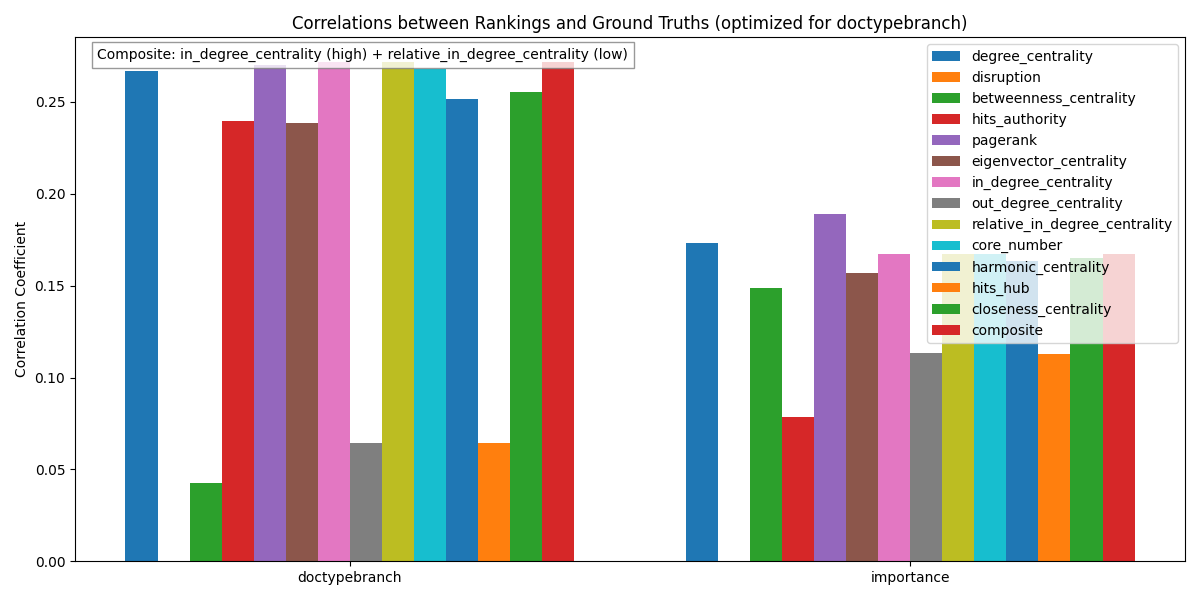 Correlations between Rankings and Ground Truths (optimized for doctypebranch)
Composite: in_degree_centrality (high) + relative_in_degree_centrality (low)
degree_centrality
disruption
betweenness_centrality
hits_authority
pagerank
eigenvector_centrality
in_degree_centrality
out_degree_centrality
relative_in_degree_centrality
core_number
harmonic_centrality
hits_hub
closeness_centrality
composite
Correlation Coefficient
0.25
0.20
0.15
0.10
0.05
0.00
doctypebranch
importance